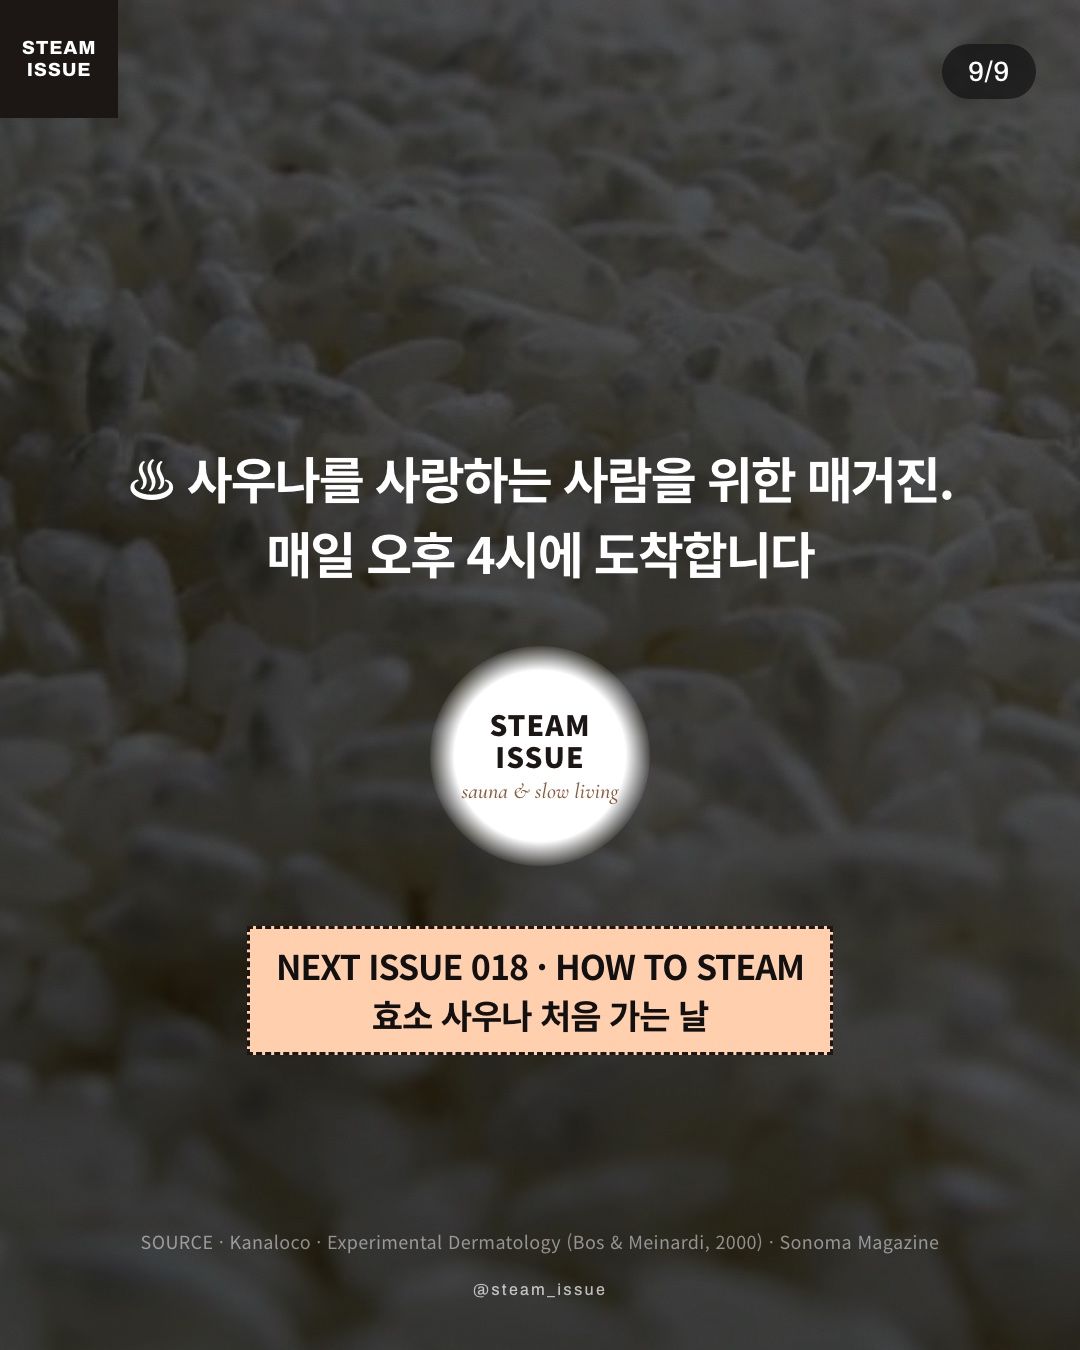 STEAM
ISSUE
9/9
♨ 사우나를 사랑하는 사람을 위한 매거진.
매일 오후 4시에 도착합니다
STEAM
ISSUE
sauna & slow living
NEXT ISSUE 018 · HOW TO STEAM
효소 사우나 처음 가는 날
SOURCE · Kanaloco · Experimental Dermatology (Bos & Meinardi, 2000) · Sonoma Magazine
@steam_issue